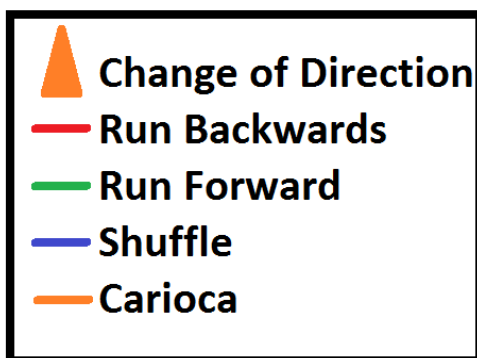 Change of Direction
Run Backwards
Run Forward
Shuffle
Carioca